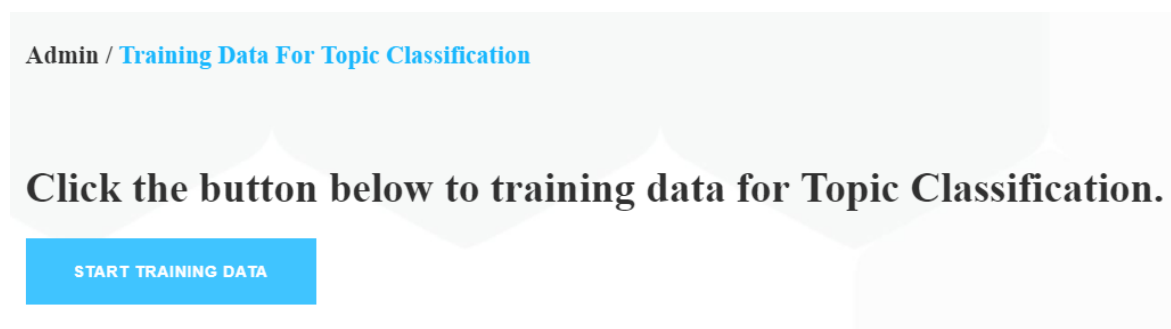 Admin / Training Data For Topic Classification
Click the button below to training data for Topic Classification.
START TRAINING DATA